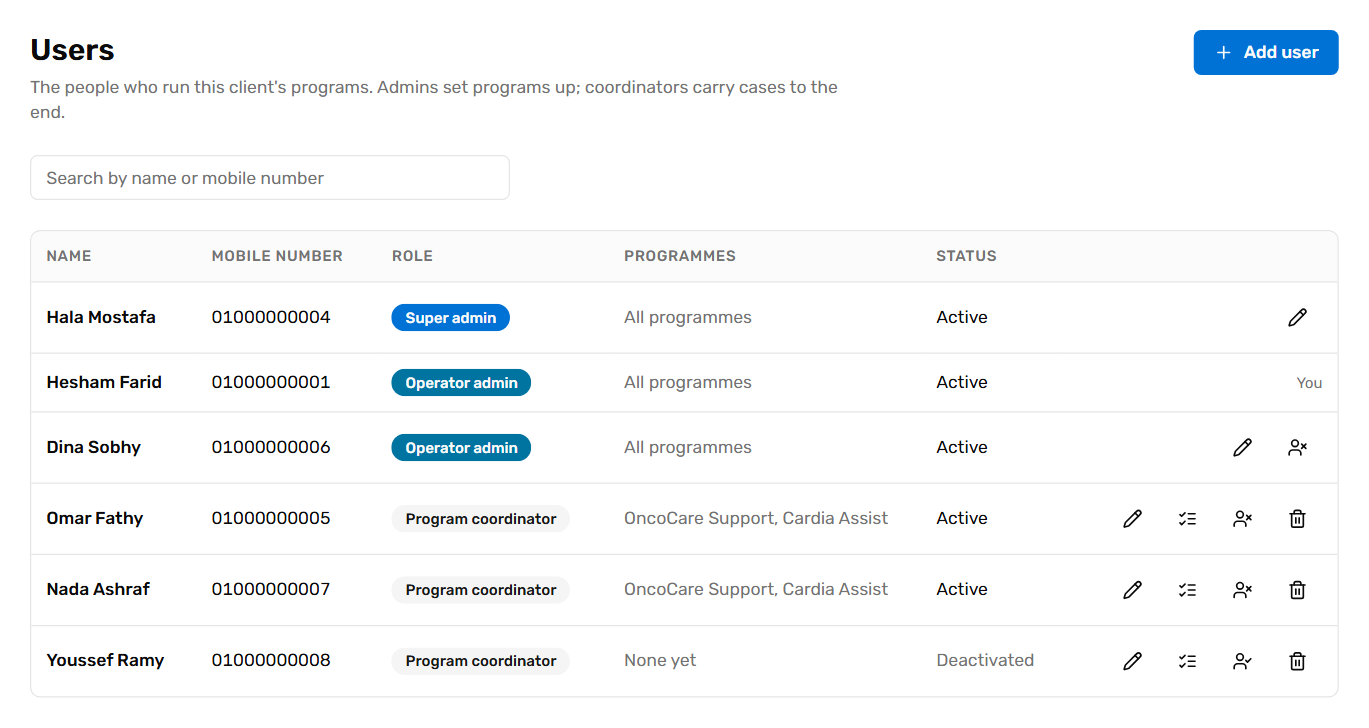 Users
Add user
The people who run this client's programs. Admins set programs up; coordinators carry cases to the
end.
Search by name or mobile number
NAME MOBILE NUMBER ROLE PROGRAMMES STATUS
Hala Mostafa 01000000004 Super admin All programmes Active
Hesham Farid 01000000001 Operator admin All programmes Active You
Dina Sobhy 01000000006 Operator admin All programmes Active
Omar Fathy 01000000005 Program coordinator OncoCare Support, Cardia Assist Active
Nada Ashraf 01000000007 Program coordinator OncoCare Support, Cardia Assist Active
Youssef Ramy 01000000008 Program coordinator None yet Deactivated